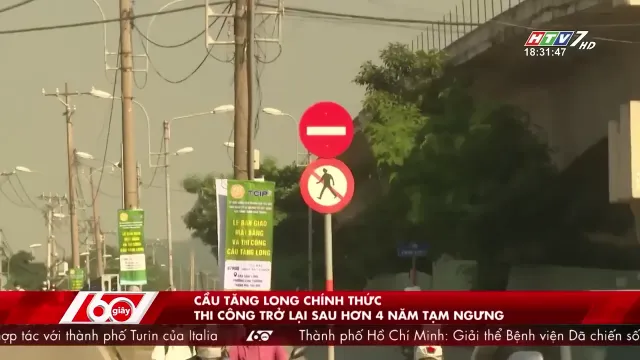 HTV7 HD
18:31:47
TCIP
LỄ BÀN GIAO
MẶT BẰNG
VÀ THI CÔNG
CẦU TĂNG LONG
60 giây
CẦU TĂNG LONG CHÍNH THỨC
THI CÔNG TRỞ LẠI SAU HƠN 4 NĂM TẠM NGƯNG
hợp tác với thành phố Turin của Italia
Thành phố Hồ Chí Minh: Giải thể Bệnh viện Dã chiến số